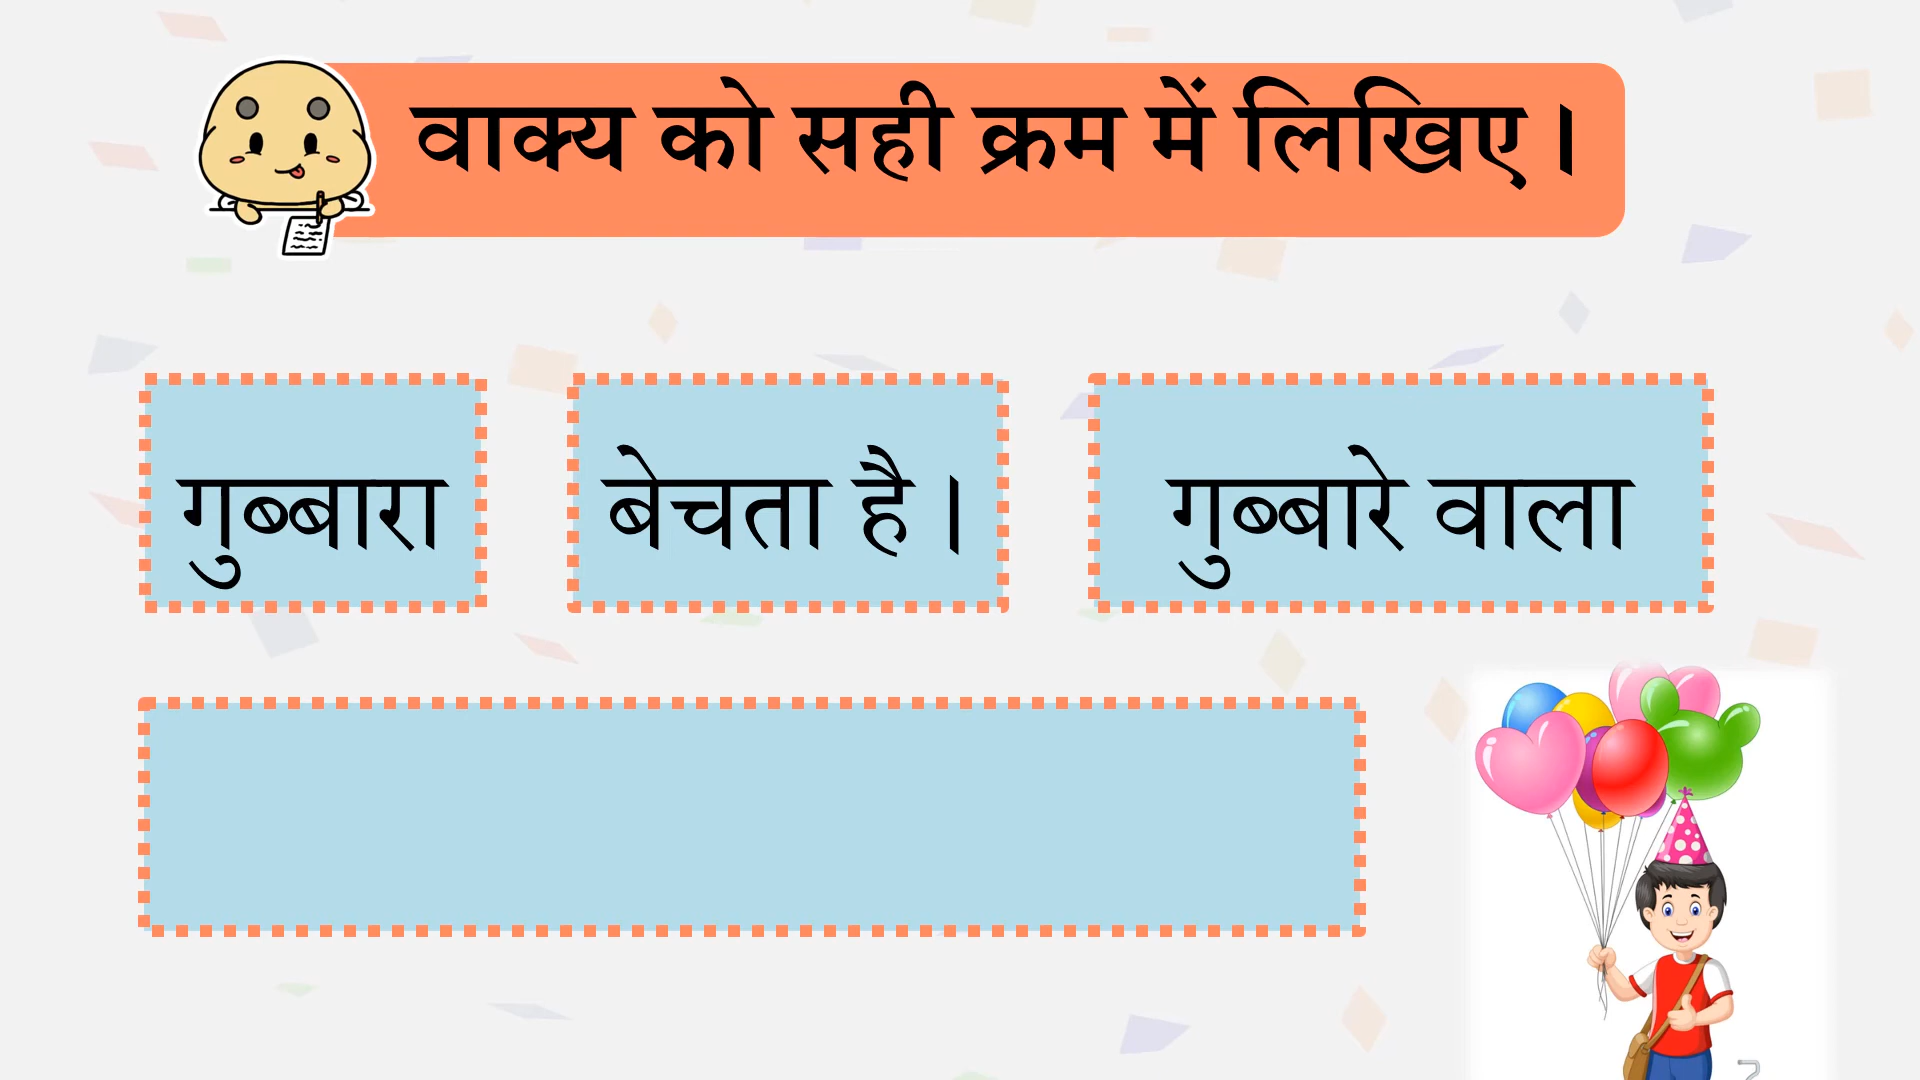 वाक्य को सही क्रम में लिखिए।
गुब्बारा
बेचता है।
गुब्बारे वाला